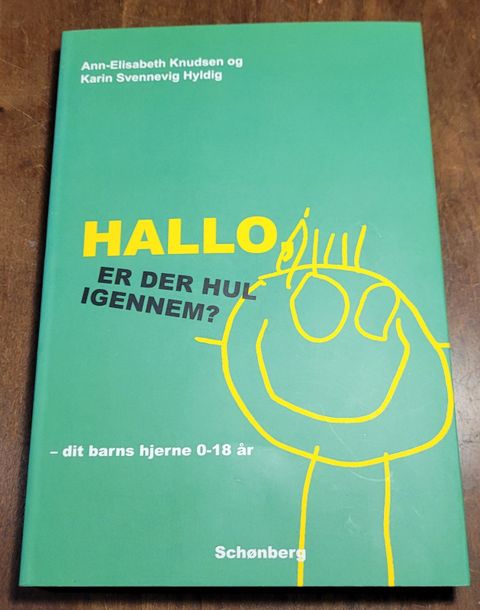 Ann-Elisabeth Knudsen og
Karin Svennevig Hyldig
HALLO,
ER DER HUL
IGENNEM?
– dit barns hjerne 0-18 år
Schønberg